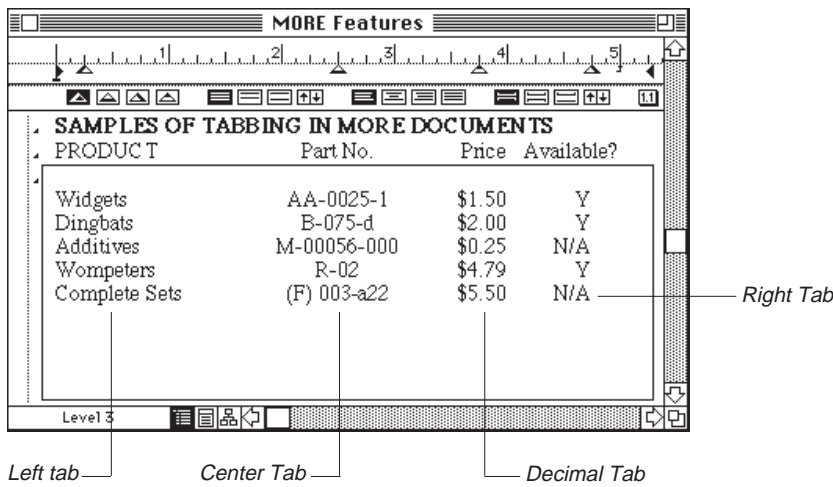 MORE Features
1 2 3 4 5
1.1
SAMPLES OF TABBING IN MORE DOCUMENTS
PRODUCT Part No. Price Available?
Widgets AA-0025-1 $1.50 Y
Dingbats B-075-d $2.00 Y
Additives M-00056-000 $0.25 N/A
Wompeters R-02 $4.79 Y
Complete Sets (F) 003-a22 $5.50 N/A
Right Tab
Level 3
Left tab Center Tab Decimal Tab